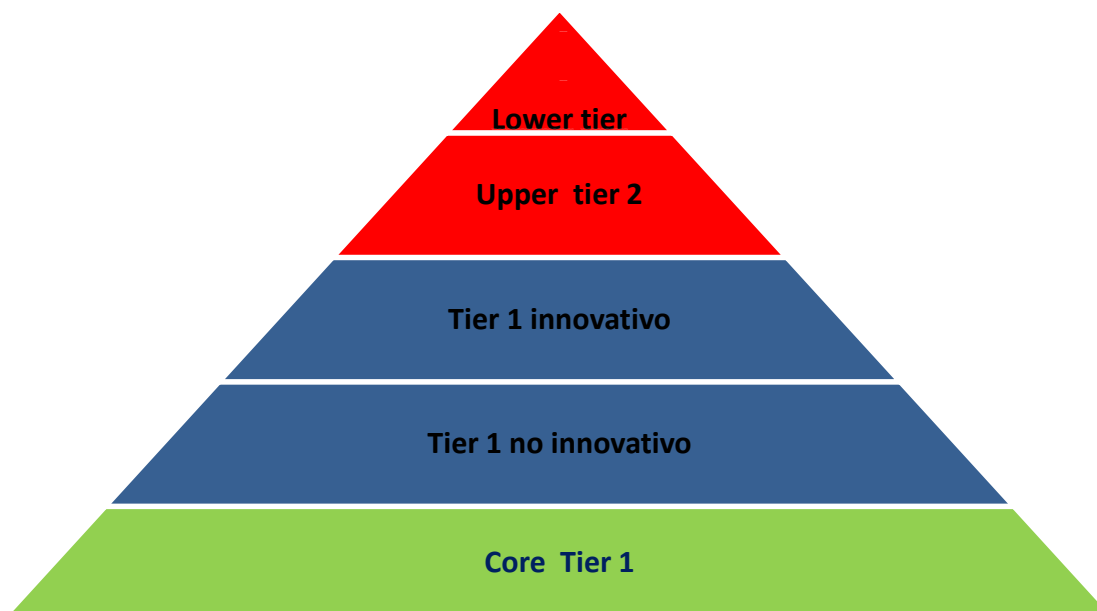 Lower tier
Upper tier 2
Tier 1 innovativo
Tier 1 no innovativo
Core Tier 1